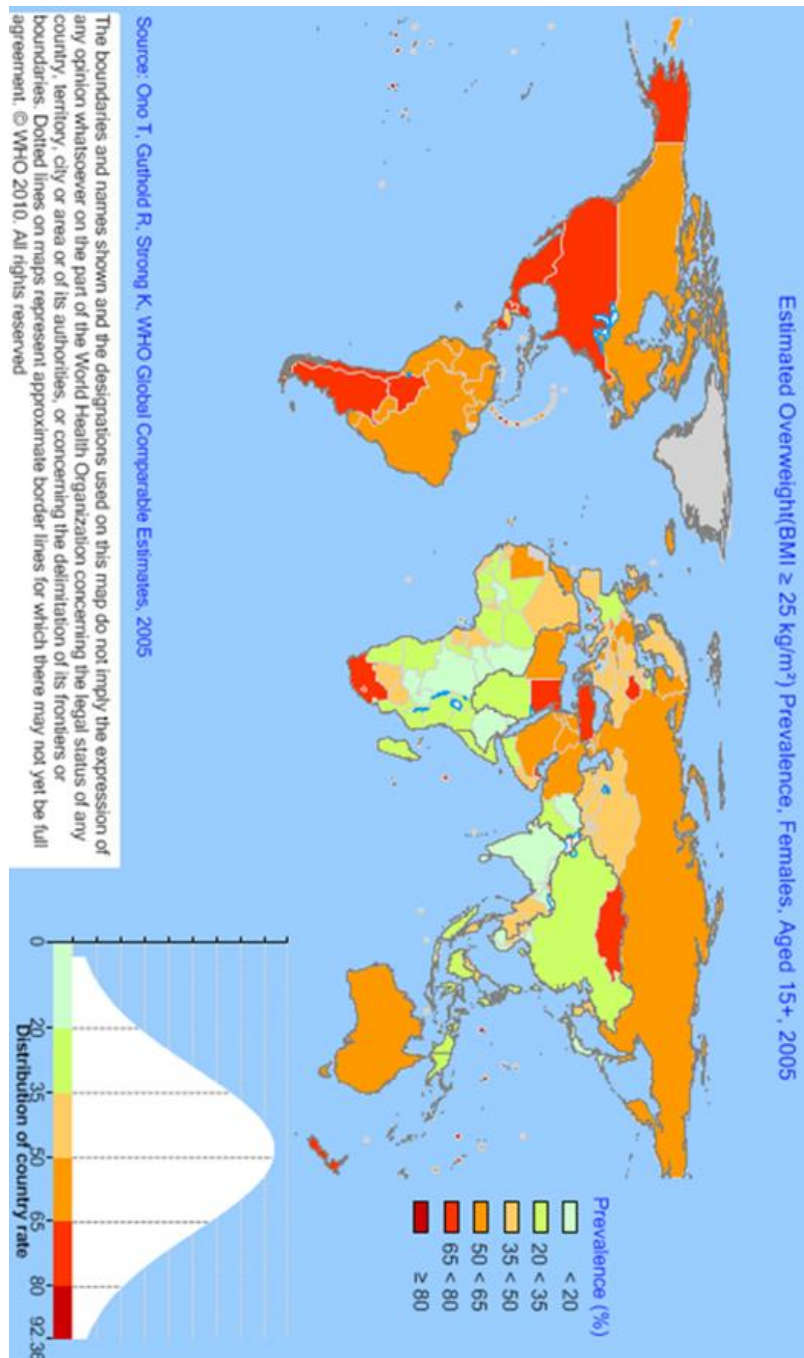 Estimated Overweight(BMI ≥ 25 kg/m²) Prevalence, Females, Aged 15+, 2005
Prevalence (%)
< 20
20 < 35
35 < 50
50 < 65
65 < 80
≥ 80
Source: Ono T, Guthold R, Strong K, WHO Global Comparable Estimates, 2005
The boundaries and names shown and the designations used on this map do not imply the expression of
any opinion whatsoever on the part of the World Health Organization concerning the legal status of any
country, territory, city or area or of its authorities, or concerning the delimitation of its frontiers or
boundaries. Dotted lines on maps represent approximate border lines for which there may not yet be full
agreement. © WHO 2010. All rights reserved
0 20 35 50 65 80 92.36
Distribution of country rate